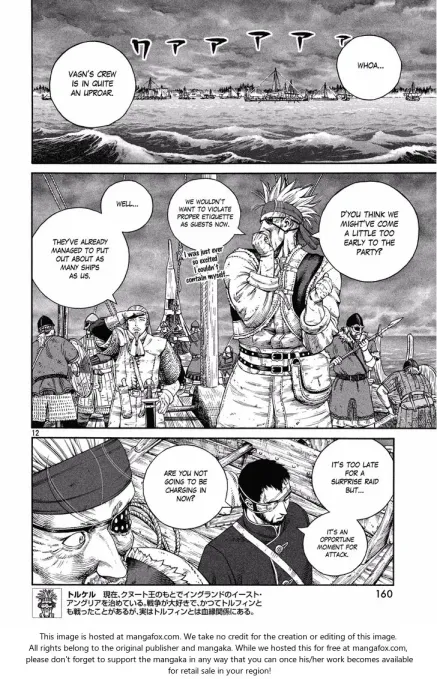 ワァァァァァァ
WHOA...
VAGN'S CREW
IS IN QUITE
AN UPROAR.
D'YOU THINK WE
MIGHT'VE COME
A LITTLE TOO
EARLY TO THE
PARTY?
WE WOULDN'T
WANT TO VIOLATE
PROPER ETIQUETTE
AS GUESTS NOW.
I was just ever
so excited
I couldn't
contain myself...
WELL...
THEY'VE ALREADY
MANAGED TO PUT
OUT ABOUT AS
MANY SHIPS
AS US.
12
IT'S TOO LATE
FOR A
SURPRISE RAID
BUT...
IT'S AN
OPPORTUNE
MOMENT FOR
ATTACK.
ARE YOU NOT
GOING TO BE
CHARGING IN
NOW?
トルケル 現在、クヌート王のもとでイングランドのイースト・
アングリアを治めている。戦争が大好きで、かつてトルフィンと
も戦ったことがあるが、実はトルフィンとは血縁関係にある。
160
This image is hosted at mangafox.com. We take no credit for the creation or editing of this image.
All rights belong to the original publisher and mangaka. While we hosted this for free at mangafox.com,
please don't forget to support the mangaka in any way that you can once his/her work becomes available
for retail sale in your region!